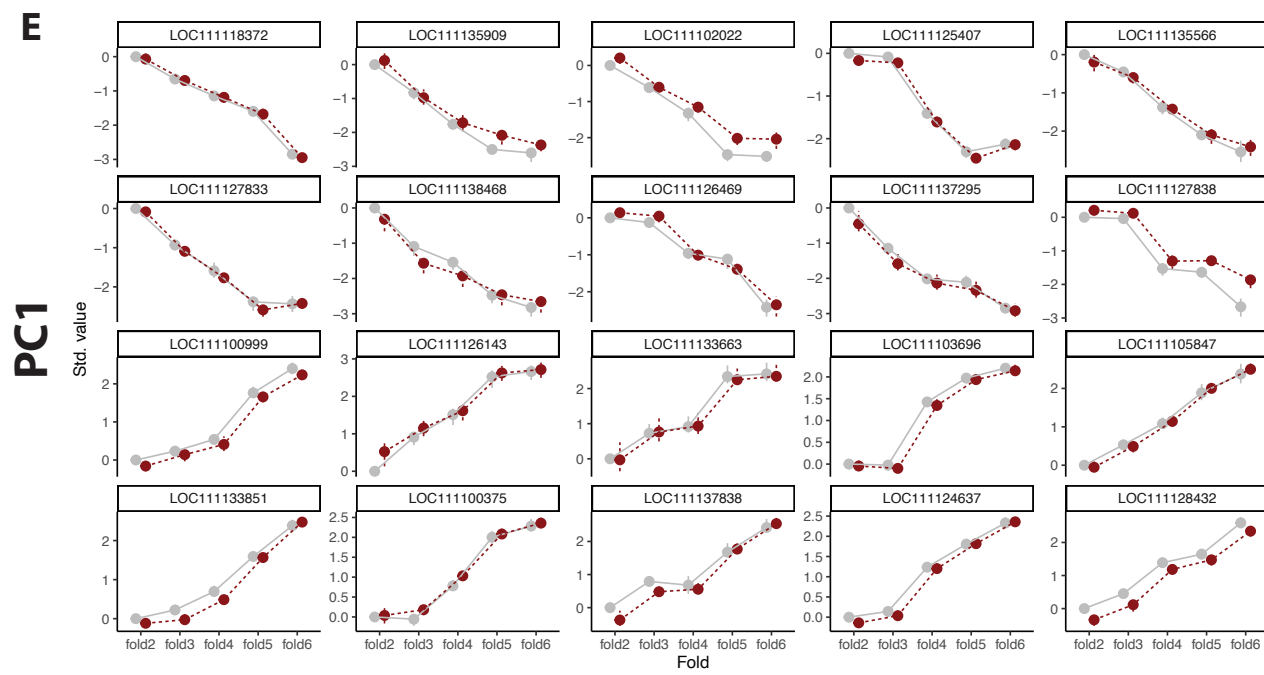 E
PC1
Std. value
LOC111118372 LOC111135909 LOC111102022 LOC111125407 LOC111135566
0 −1 −2 −3
0 −1 −2 −3
0 −1 −2
0 −1 −2
0 −1 −2
LOC111127833 LOC111138468 LOC111126469 LOC111137295 LOC111127838
0 −1 −2
0 −1 −2 −3
0 −1 −2
0 −1 −2 −3
0 −1 −2 −3
LOC111100999 LOC111126143 LOC111133663 LOC111103696 LOC111105847
2 1 0
3 2 1 0
2 1 0
2.0 1.5 1.0 0.5 0.0
2 1 0
LOC111133851 LOC111100375 LOC111137838 LOC111124637 LOC111128432
2 1 0
2.5 2.0 1.5 1.0 0.5 0.0
2 1 0
2.5 2.0 1.5 1.0 0.5 0.0
2 1 0
fold2 fold3 fold4 fold5 fold6 fold2 fold3 fold4 fold5 fold6 fold2 fold3 fold4 fold5 fold6 fold2 fold3 fold4 fold5 fold6 fold2 fold3 fold4 fold5 fold6
Fold